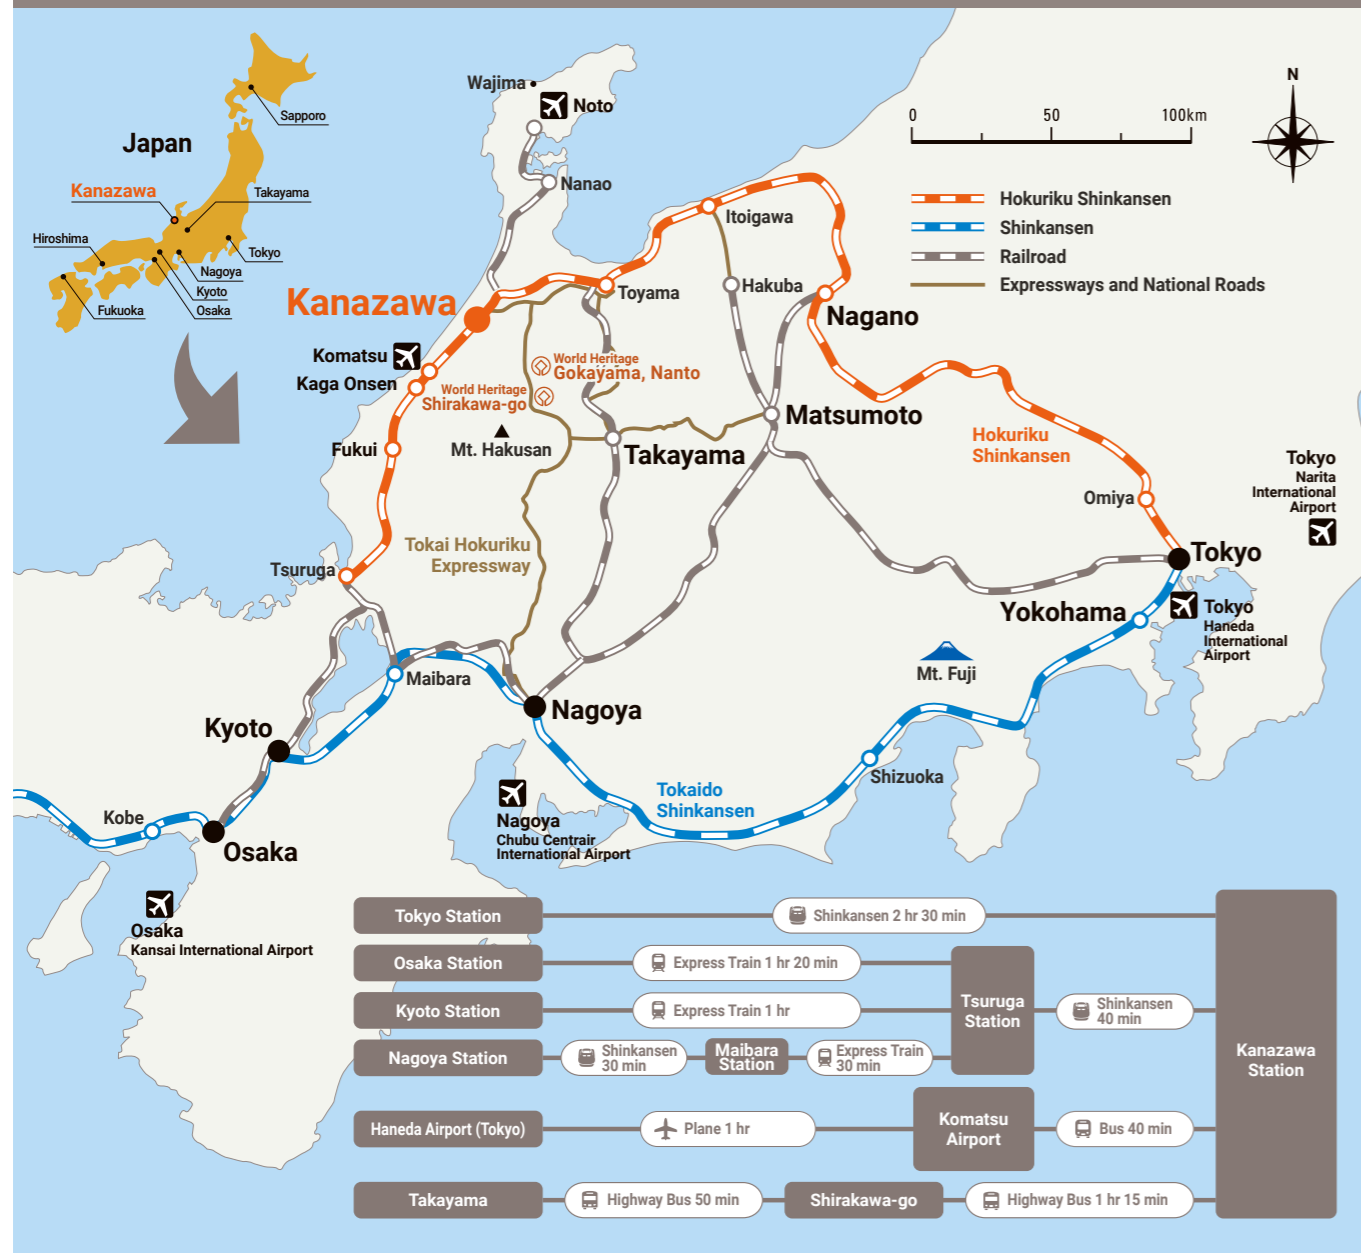 Japan
Sapporo
Kanazawa
Takayama
Hiroshima
Tokyo
Nagoya
Kyoto
Osaka
Fukuoka
N
0 50 100km
Hokuriku Shinkansen
Shinkansen
Railroad
Expressways and National Roads
Wajima
Noto
Nanao
Itoigawa
Toyama
Hakuba
Kanazawa
Nagano
Komatsu
Kaga Onsen
World Heritage
Gokayama, Nanto
World Heritage
Shirakawa-go
Matsumoto
Fukui
Mt. Hakusan
Takayama
Hokuriku
Shinkansen
Tokyo
Narita
International
Airport
Omiya
Tokai Hokuriku
Expressway
Tsuruga
Tokyo
Yokohama
Tokyo
Haneda
International
Airport
Mt. Fuji
Maibara
Nagoya
Kyoto
Shizuoka
Tokaido
Shinkansen
Kobe
Osaka
Nagoya
Chubu Centrair
International Airport
Osaka
Kansai International Airport
Tokyo Station
Shinkansen 2 hr 30 min
Osaka Station
Express Train 1 hr 20 min
Kyoto Station
Express Train 1 hr
Tsuruga
Station
Shinkansen
40 min
Nagoya Station
Shinkansen
30 min
Maibara
Station
Express Train
30 min
Kanazawa
Station
Haneda Airport (Tokyo)
Plane 1 hr
Komatsu
Airport
Bus 40 min
Takayama
Highway Bus 50 min
Shirakawa-go
Highway Bus 1 hr 15 min